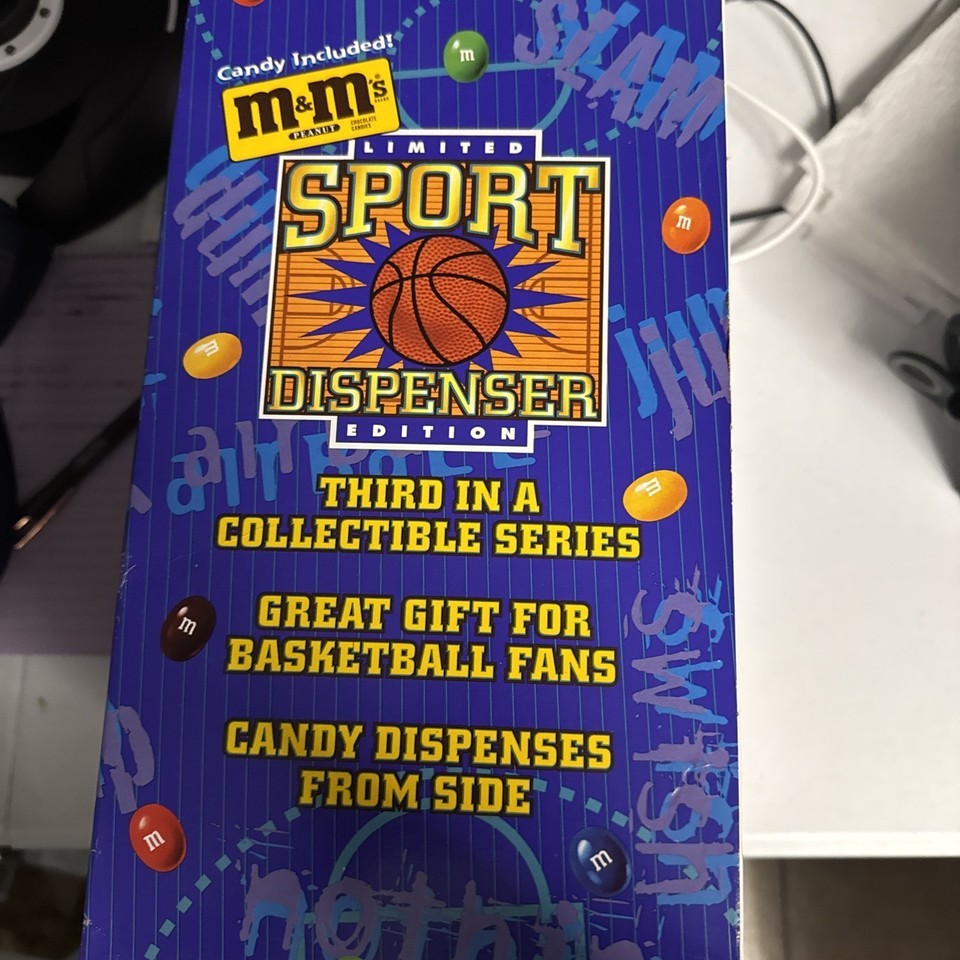 SLAM
Candy Included!
m&m's
BRAND
PEANUT
CHOCOLATE
CANDIES
LIMITED
SPORT
DISPENSER
EDITION
THIRD IN A
COLLECTIBLE SERIES
GREAT GIFT FOR
BASKETBALL FANS
CANDY DISPENSES
FROM SIDE
swish
m
m
m
m
m
m
m